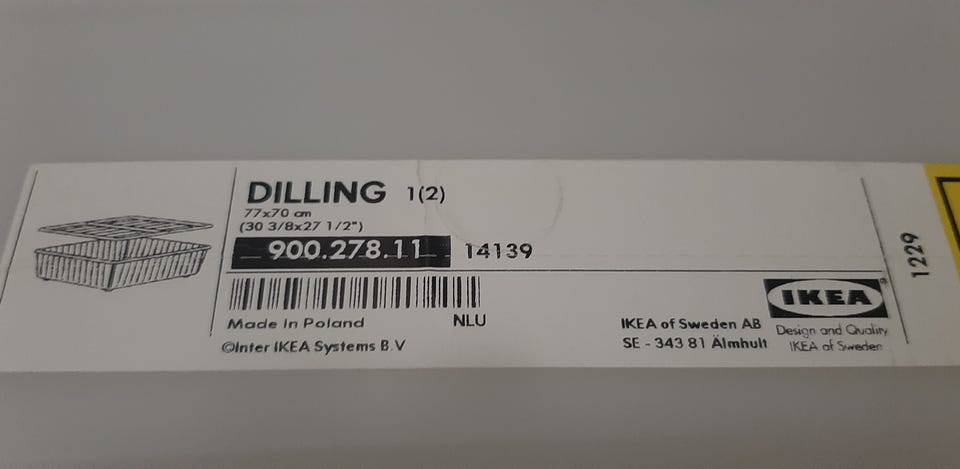 DILLING 1(2)
77x70 cm
(30 3/8x27 1/2")
900.278.11 14139
Made in Poland NLU
©Inter IKEA Systems B.V
IKEA of Sweden AB
SE - 343 81 Älmhult
IKEA®
Design and Quality
IKEA of Sweden
1229